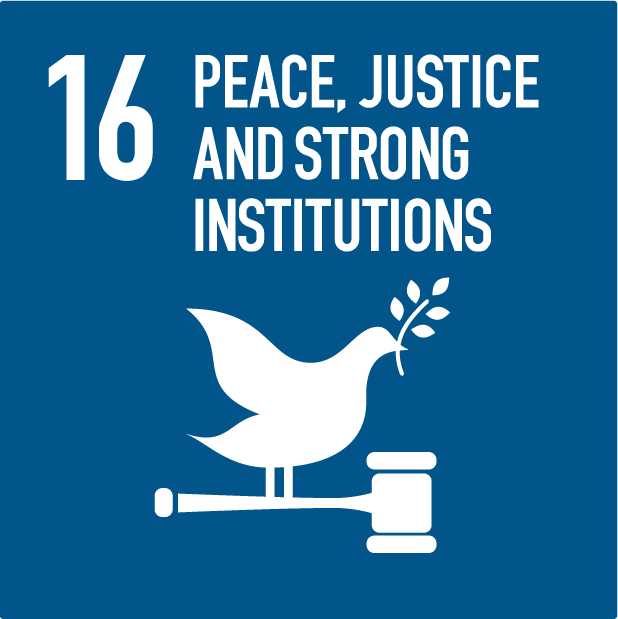 16
PEACE, JUSTICE
AND STRONG
INSTITUTIONS